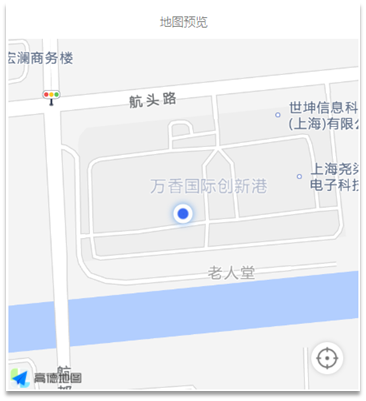 地图预览
宏澜商务楼
航头路
世坤信息科
(上海)有限公
上海尧
电子科技
万香国际创新港
老人堂
航
高德地图